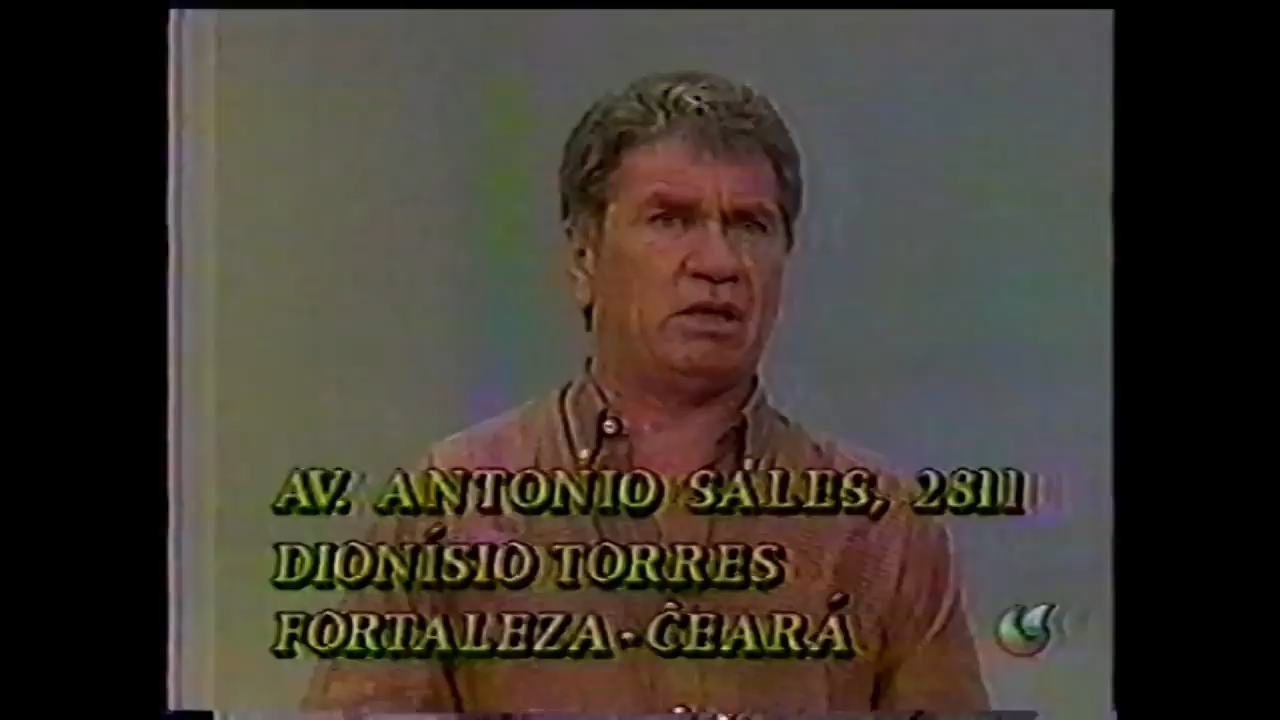 AV. ANTONIO SALES, 2811
DIONÍSIO TORRES
FORTALEZA - CEARÁ